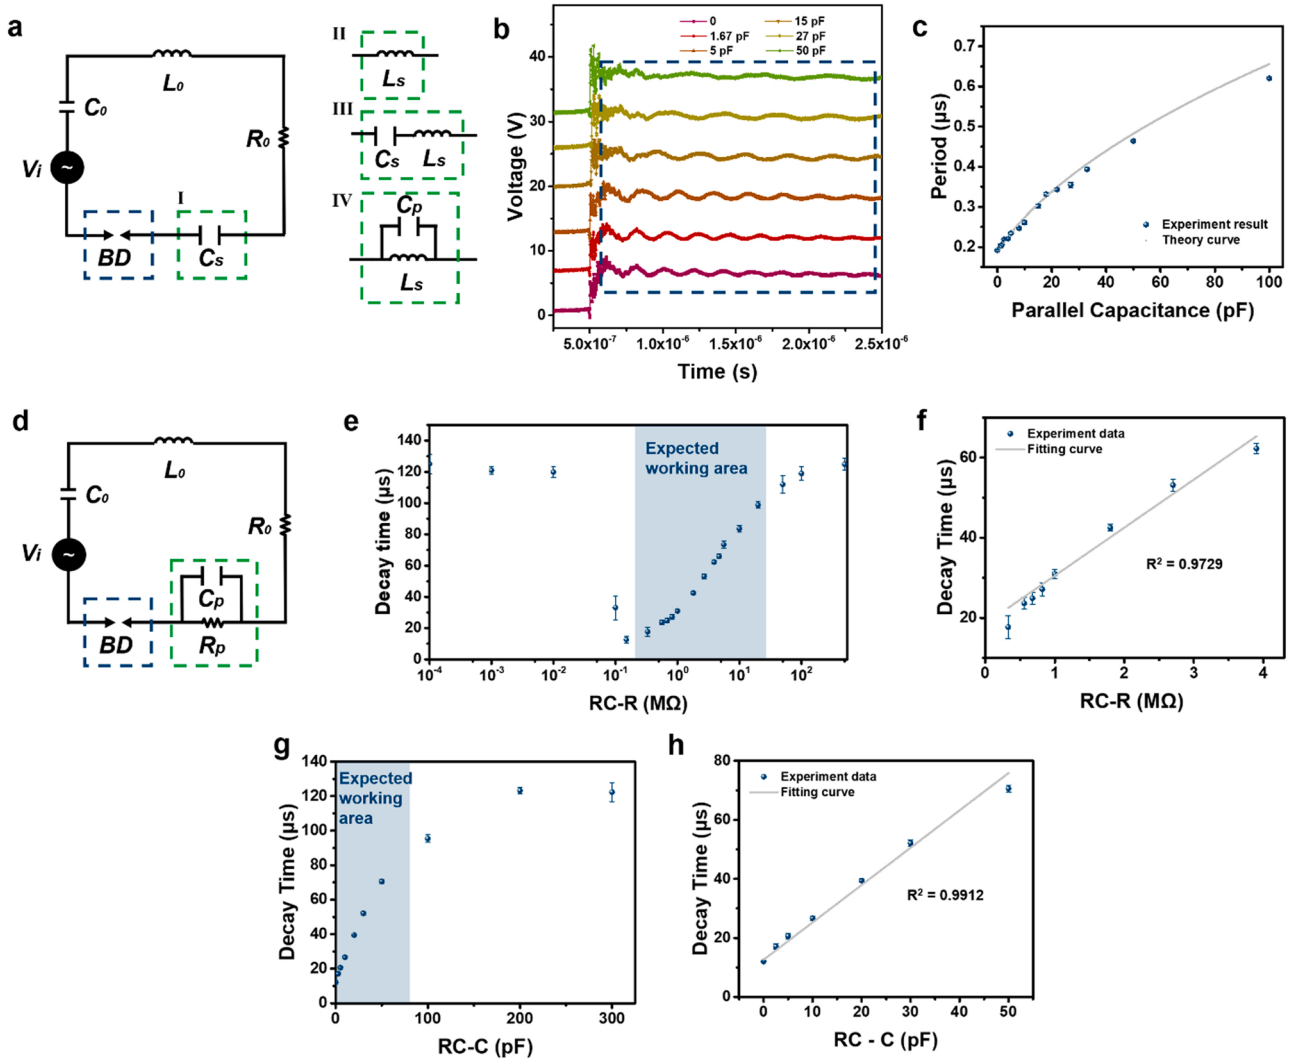 a
L₀
C₀
R₀
Vi
I
BD
Cs
II
Ls
III
Cs
Ls
IV
Cp
Ls
b
0
1.67 pF
5 pF
15 pF
27 pF
50 pF
Voltage (V)
40
30
20
10
0
5.0x10⁻⁷
1.0x10⁻⁶
1.5x10⁻⁶
2.0x10⁻⁶
2.5x10⁻⁶
Time (s)
c
Period (μs)
0.7
0.6
0.5
0.4
0.3
0.2
Experiment result
Theory curve
0
20
40
60
80
100
Parallel Capacitance (pF)
d
L₀
C₀
R₀
Vi
Cp
BD
Rp
e
Decay time (μs)
140
120
100
80
60
40
20
0
Expected
working area
10⁻⁴
10⁻³
10⁻²
10⁻¹
10⁰
10¹
10²
RC-R (MΩ)
f
Decay Time (μs)
60
40
20
Experiment data
Fitting curve
R² = 0.9729
0
1
2
3
4
RC-R (MΩ)
g
Decay Time (μs)
140
120
100
80
60
40
20
0
Expected
working
area
0
100
200
300
RC-C (pF)
h
Decay Time (μs)
80
60
40
20
0
Experiment data
Fitting curve
R² = 0.9912
0
10
20
30
40
50
RC - C (pF)